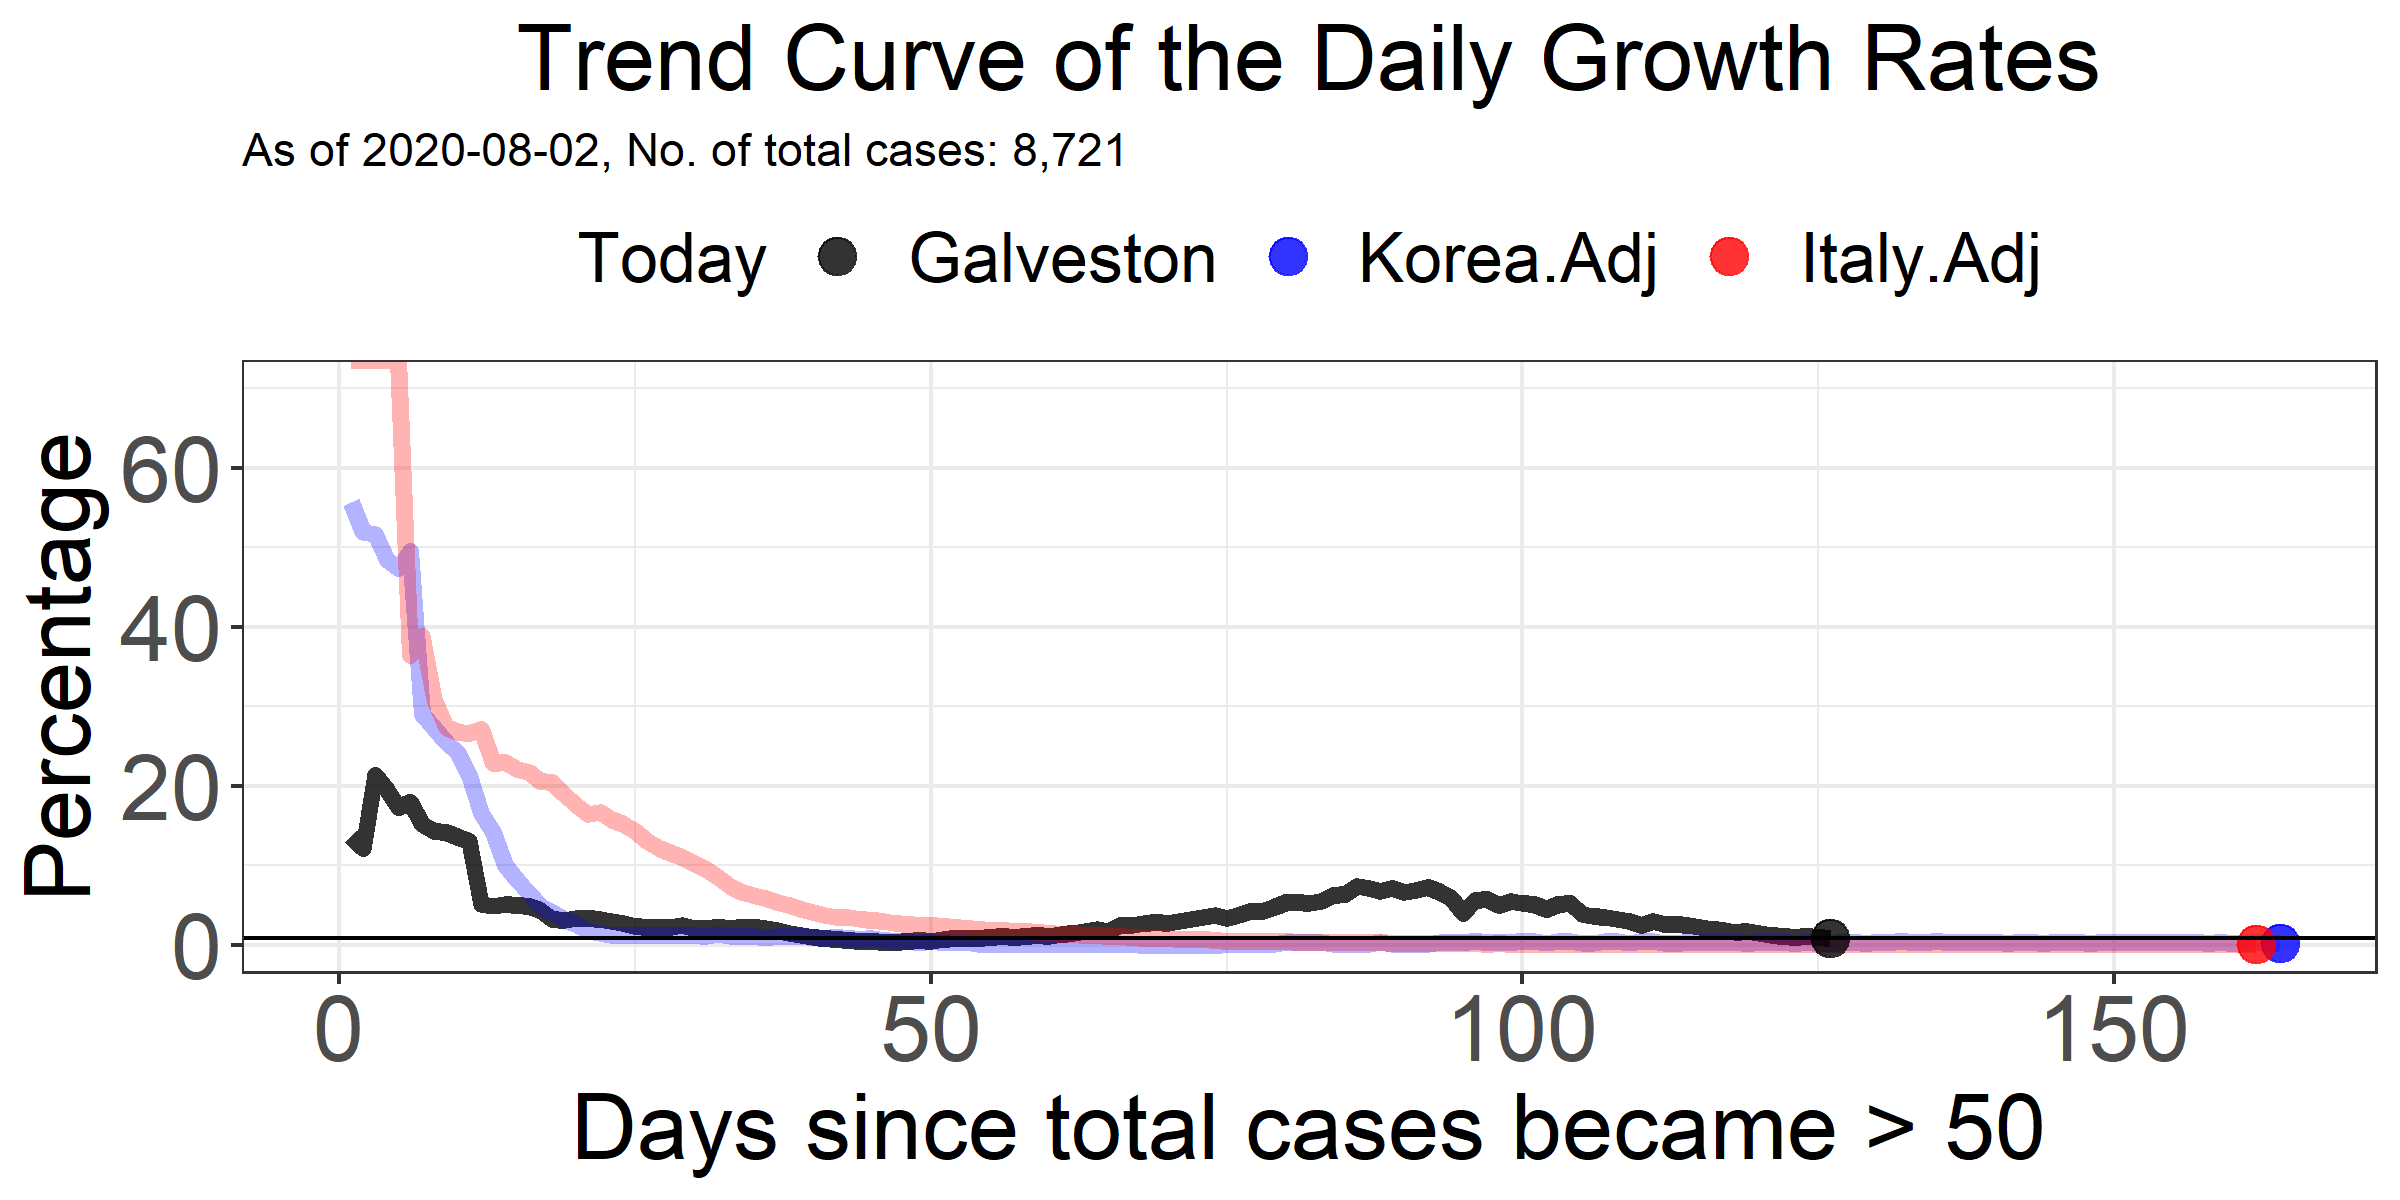 Trend Curve of the Daily Growth Rates
As of 2020-08-02, No. of total cases: 8,721
Today Galveston Korea.Adj Italy.Adj
Percentage
60
40
20
0
0 50 100 150
Days since total cases became > 50